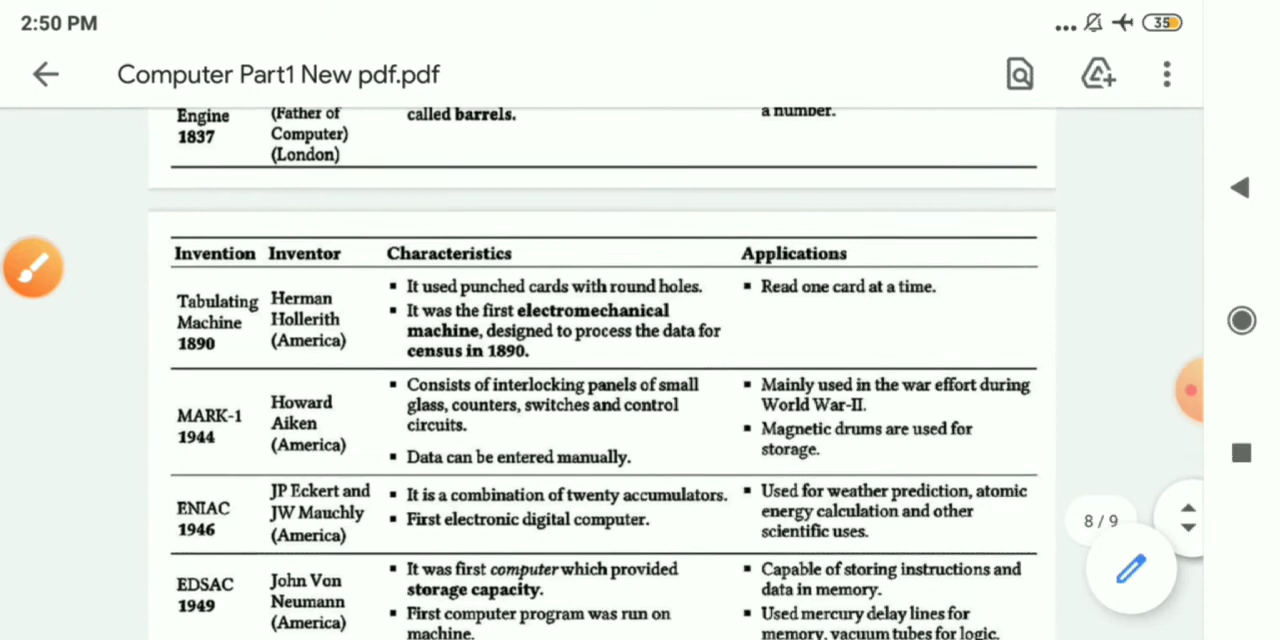 2:50 PM
35
Computer Part1 New pdf.pdf
Engine
1837
(Father of
Computer)
(London)
called barrels.
a number.
Invention Inventor Characteristics Applications
Tabulating
Machine
1890
Herman
Hollerith
(America)
▪ It used punched cards with round holes.
▪ It was the first electromechanical
machine, designed to process the data for
census in 1890.
▪ Read one card at a time.
MARK-1
1944
Howard
Aiken
(America)
▪ Consists of interlocking panels of small
glass, counters, switches and control
circuits.
▪ Data can be entered manually.
▪ Mainly used in the war effort during
World War-II.
▪ Magnetic drums are used for
storage.
ENIAC
1946
JP Eckert and
JW Mauchly
(America)
▪ It is a combination of twenty accumulators.
▪ First electronic digital computer.
▪ Used for weather prediction, atomic
energy calculation and other
scientific uses.
EDSAC
1949
John Von
Neumann
(America)
▪ It was first computer which provided
storage capacity.
▪ First computer program was run on
machine.
▪ Capable of storing instructions and
data in memory.
▪ Used mercury delay lines for
memory, vacuum tubes for logic.
8 / 9